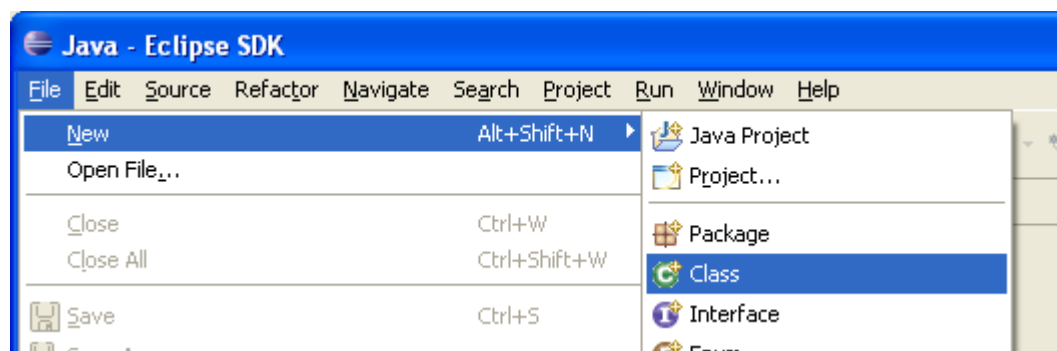 Java - Eclipse SDK
File Edit Source Refactor Navigate Search Project Run Window Help
New Alt+Shift+N
Open File...
Close Ctrl+W
Close All Ctrl+Shift+W
Save Ctrl+S
Java Project
Project...
Package
Class
Interface